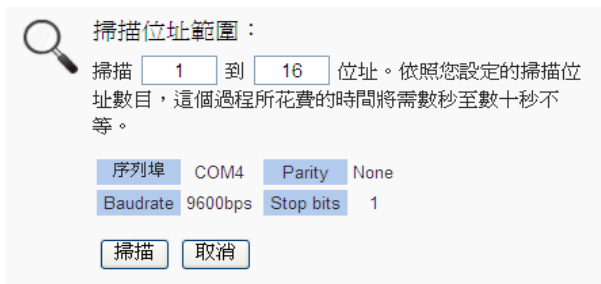 掃描位址範圍：
掃描 1 到 16 位址。依照您設定的掃描位
址數目，這個過程所花費的時間將需數秒至數十秒不
等。
序列埠 COM4 Parity None
Baudrate 9600bps Stop bits 1
掃描 取消